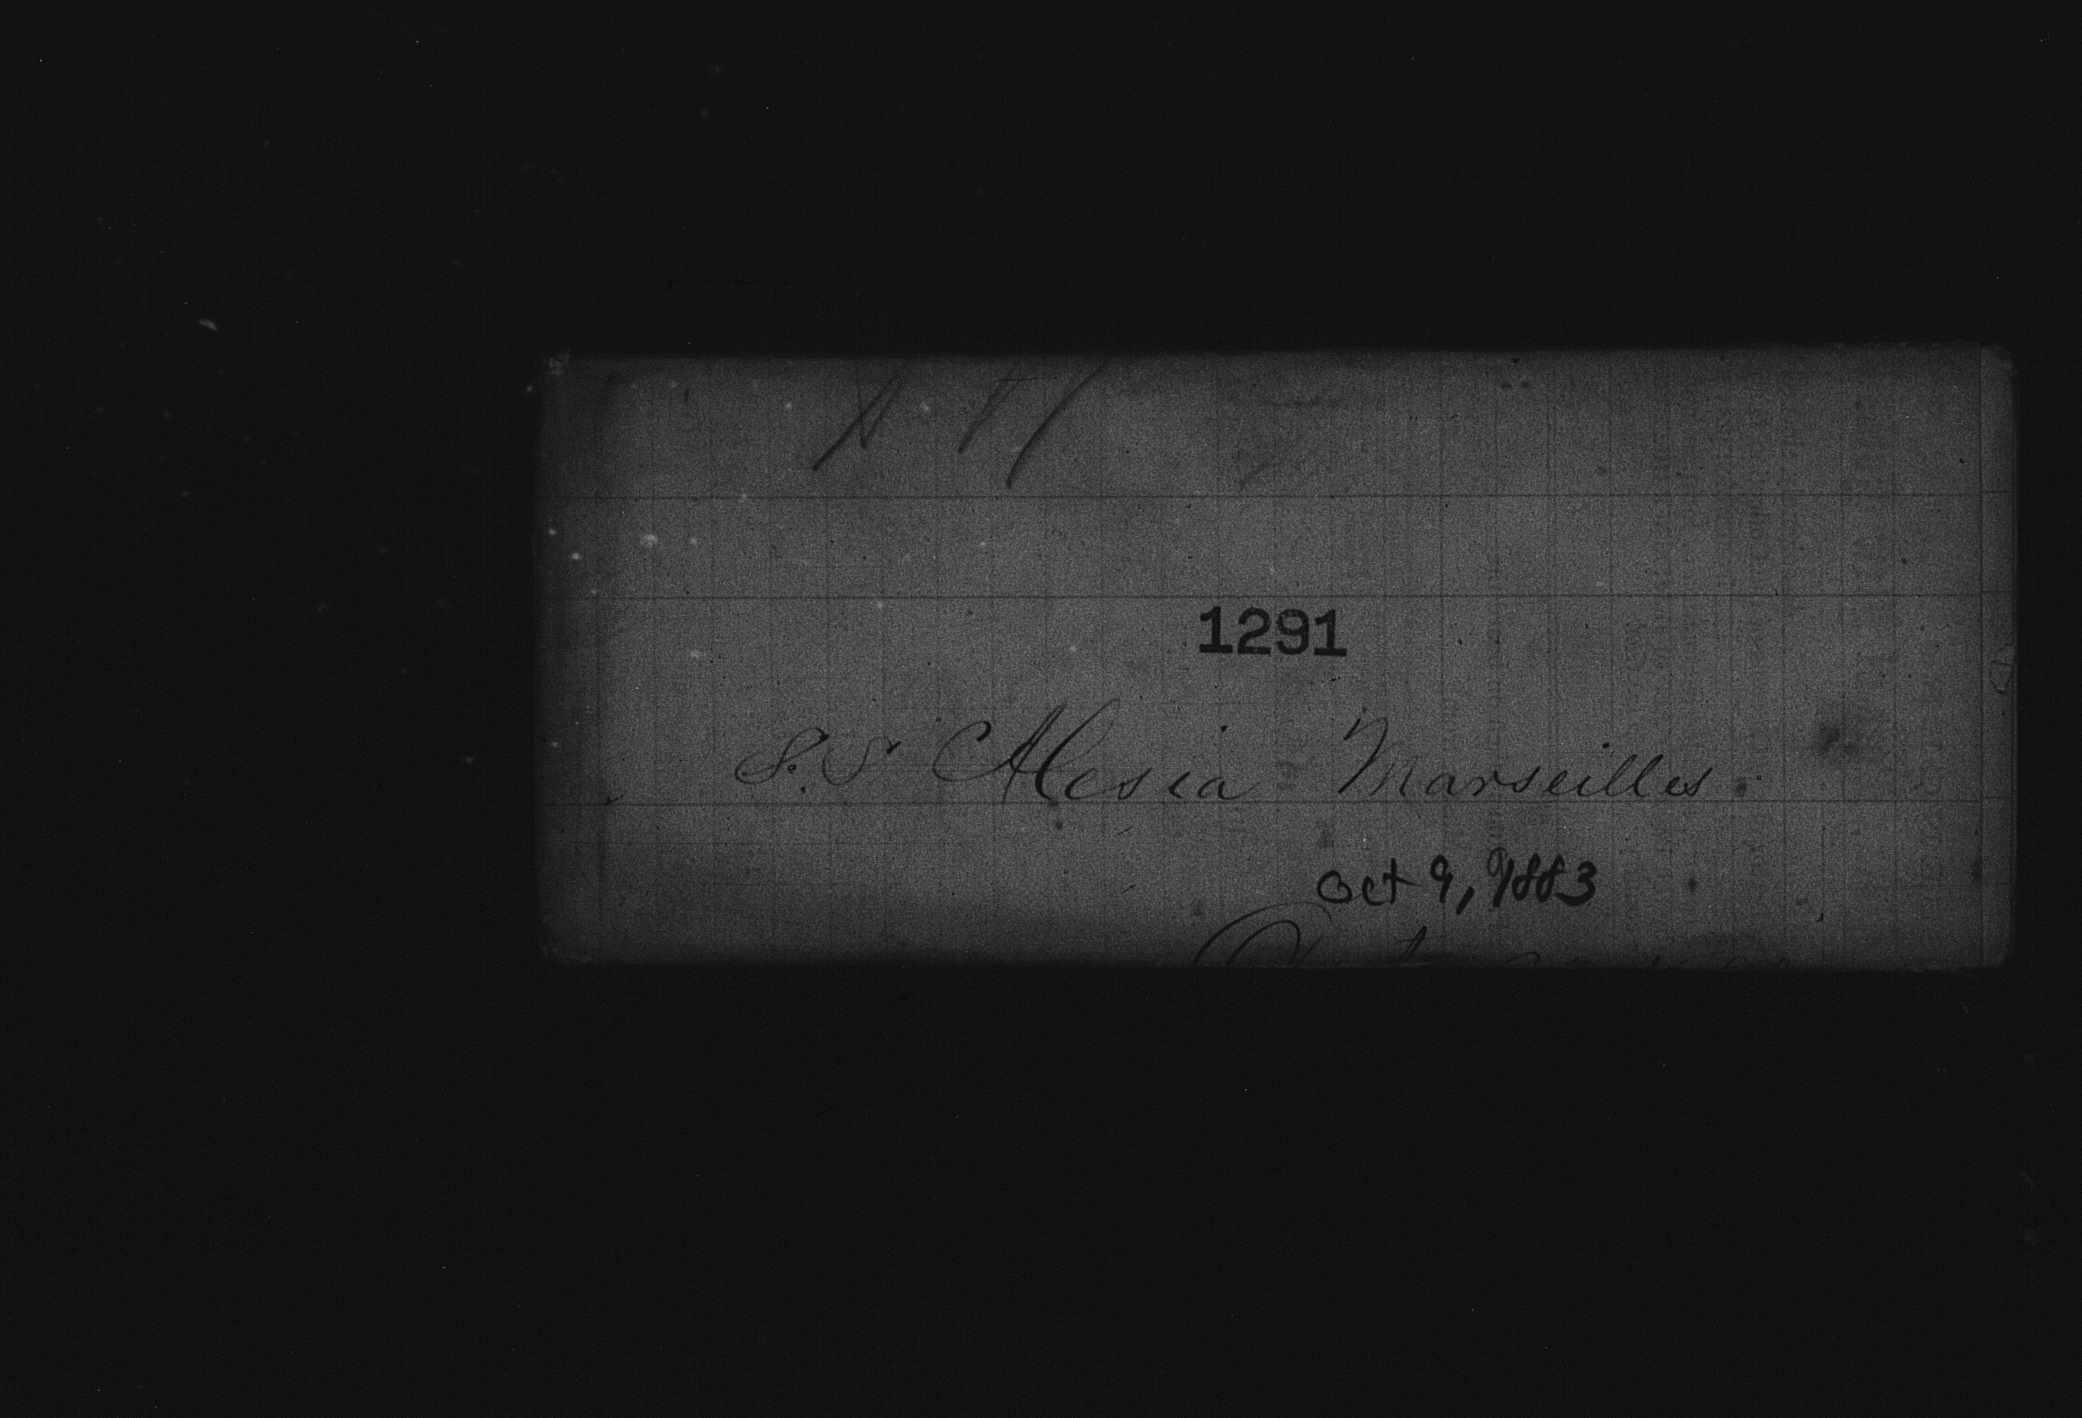 1291
S.S. Alesia Marseilles.
Oct 9, 1883